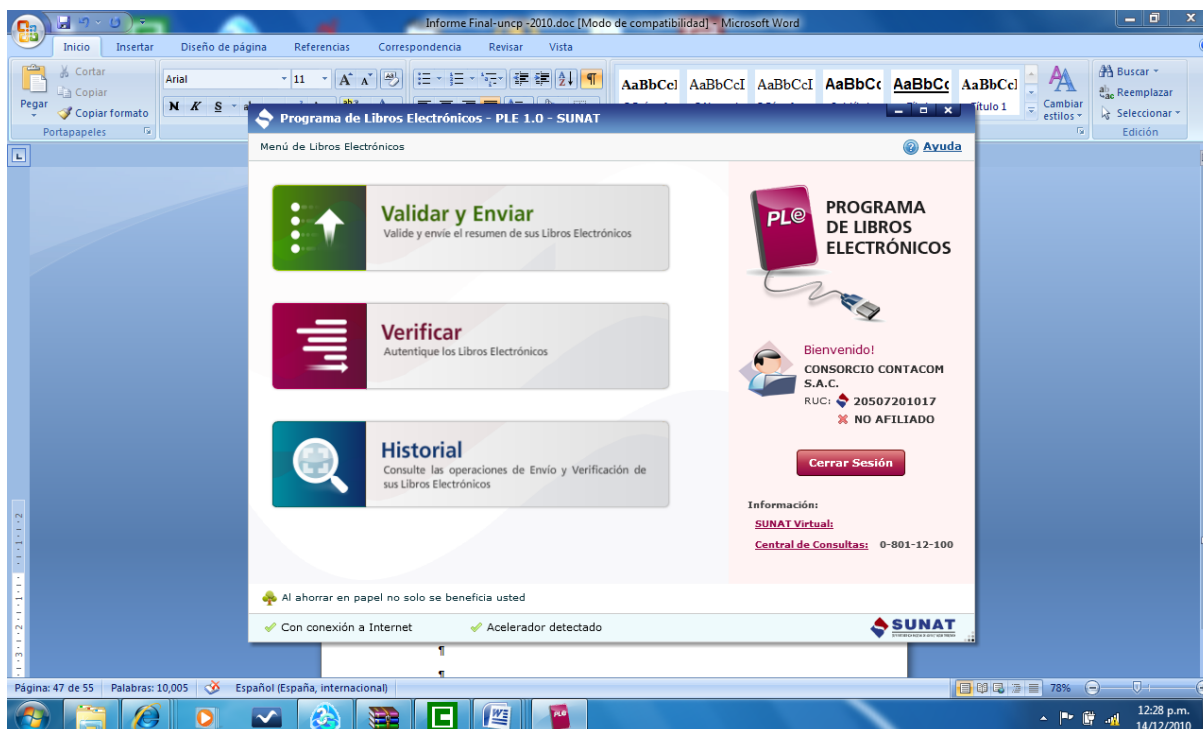 Informe Final-uncp -2010.doc [Modo de compatibilidad] - Microsoft Word
Inicio Insertar Diseño de página Referencias Correspondencia Revisar Vista
Cortar
Copiar
Copiar formato
Pegar
Portapapeles
Arial 11
N K S
AaBbCcI AaBbCcI AaBbCcI AaBbCc AaBbCc AaBbCcI
Título 1
Cambiar estilos
Buscar
Reemplazar
Seleccionar
Edición
Programa de Libros Electrónicos - PLE 1.0 - SUNAT
Menú de Libros Electrónicos
Ayuda
Validar y Enviar
Valide y envíe el resumen de sus Libros Electrónicos
Verificar
Autentique los Libros Electrónicos
Historial
Consulte las operaciones de Envío y Verificación de
sus Libros Electrónicos
PLe
PROGRAMA
DE LIBROS
ELECTRÓNICOS
Bienvenido!
CONSORCIO CONTACOM
S.A.C.
RUC: 20507201017
NO AFILIADO
Cerrar Sesión
Información:
SUNAT Virtual:
Central de Consultas: 0-801-12-100
Al ahorrar en papel no solo se beneficia usted
Con conexión a Internet Acelerador detectado
SUNAT
Página: 47 de 55 Palabras: 10,005 Español (España, internacional) 78%
12:28 p.m.
14/12/2010